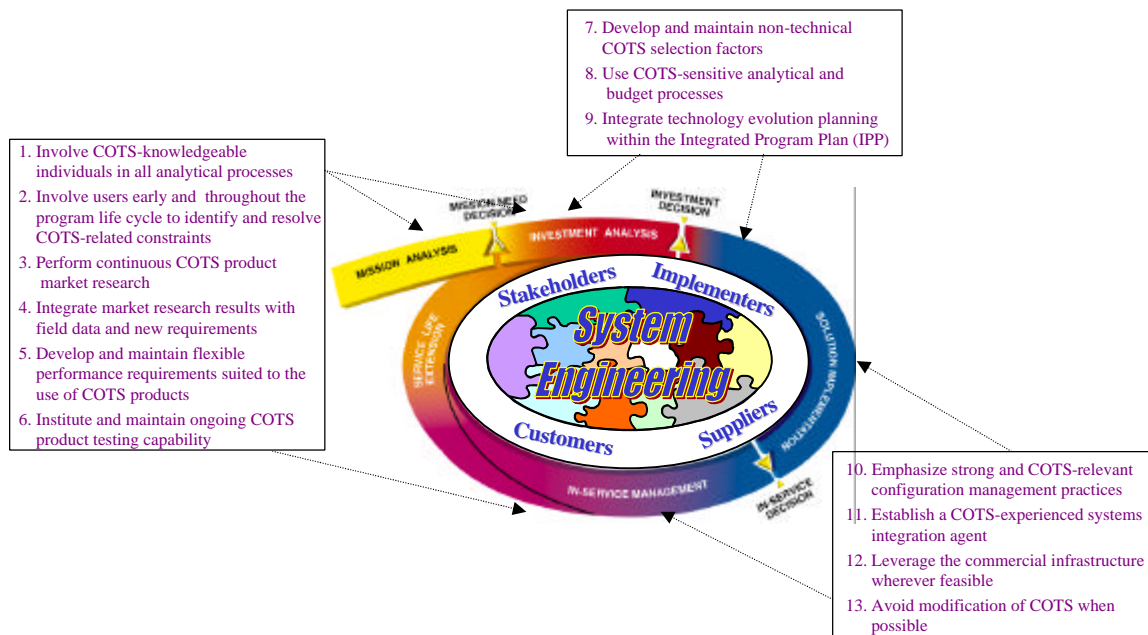 7. Develop and maintain non-technical
COTS selection factors
8. Use COTS-sensitive analytical and
budget processes
9. Integrate technology evolution planning
within the Integrated Program Plan (IPP)
1. Involve COTS-knowledgeable
individuals in all analytical processes
2. Involve users early and throughout the
program life cycle to identify and resolve
COTS-related constraints
3. Perform continuous COTS product
market research
4. Integrate market research results with
field data and new requirements
5. Develop and maintain flexible
performance requirements suited to the
use of COTS products
6. Institute and maintain ongoing COTS
product testing capability
MISSION NEED
DECISION
INVESTMENT
DECISION
MISSION ANALYSIS
INVESTMENT ANALYSIS
Stakeholders
Implementers
System
Engineering
SERVICE LIFE
EXTENSION
SOLUTION IMPLEMENTATION
Customers
Suppliers
IN-SERVICE MANAGEMENT
IN-SERVICE
DECISION
10. Emphasize strong and COTS-relevant
configuration management practices
11. Establish a COTS-experienced systems
integration agent
12. Leverage the commercial infrastructure
wherever feasible
13. Avoid modification of COTS when
possible